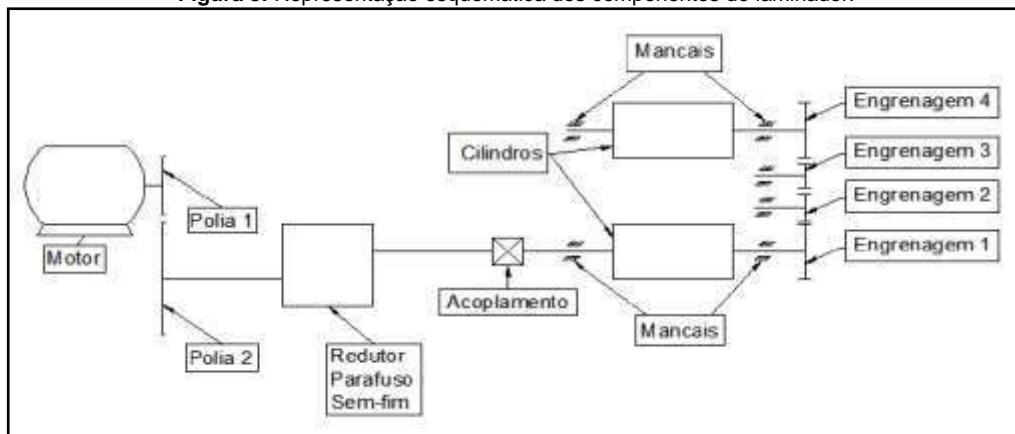 Figura 3. Representação esquemática dos componentes do laminador.
Mancais
Engrenagem 4
Cilindros
Engrenagem 3
Polia 1
Engrenagem 2
Motor
Engrenagem 1
Acoplamento
Mancais
Polia 2
Redutor
Parafuso
Sem-fim